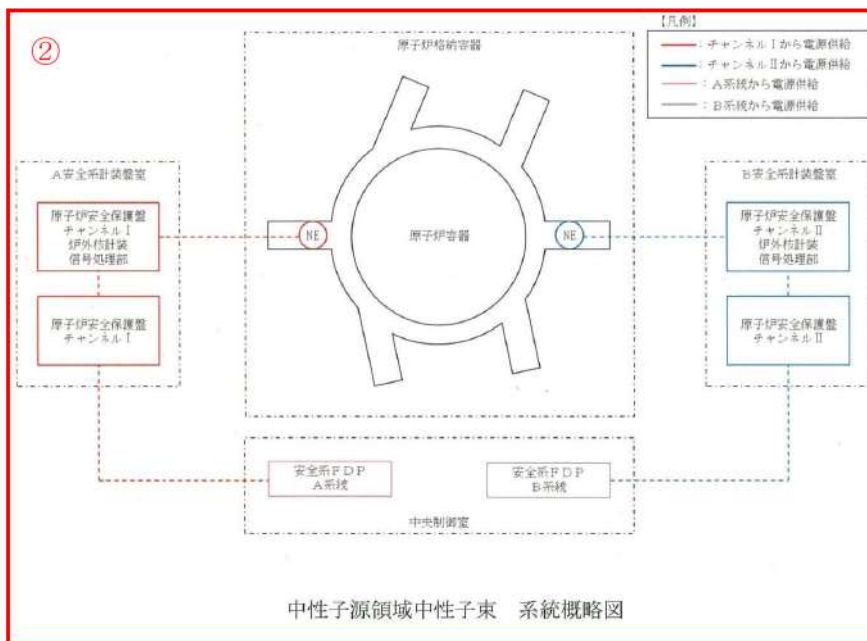 ②
【凡例】
：チャンネルⅠから電源供給
：チャンネルⅡから電源供給
：A系統から電源供給
：B系統から電源供給
原子炉格納容器
A安全系計装盤室
原子炉安全保護盤
チャンネルⅠ
炉外核計装
信号処理部
原子炉安全保護盤
チャンネルⅠ
NE
原子炉容器
NE
B安全系計装盤室
原子炉安全保護盤
チャンネルⅡ
炉外核計装
信号処理部
原子炉安全保護盤
チャンネルⅡ
安全系FDP
A系統
安全系FDP
B系統
中央制御室
中性子源領域中性子束　系統概略図